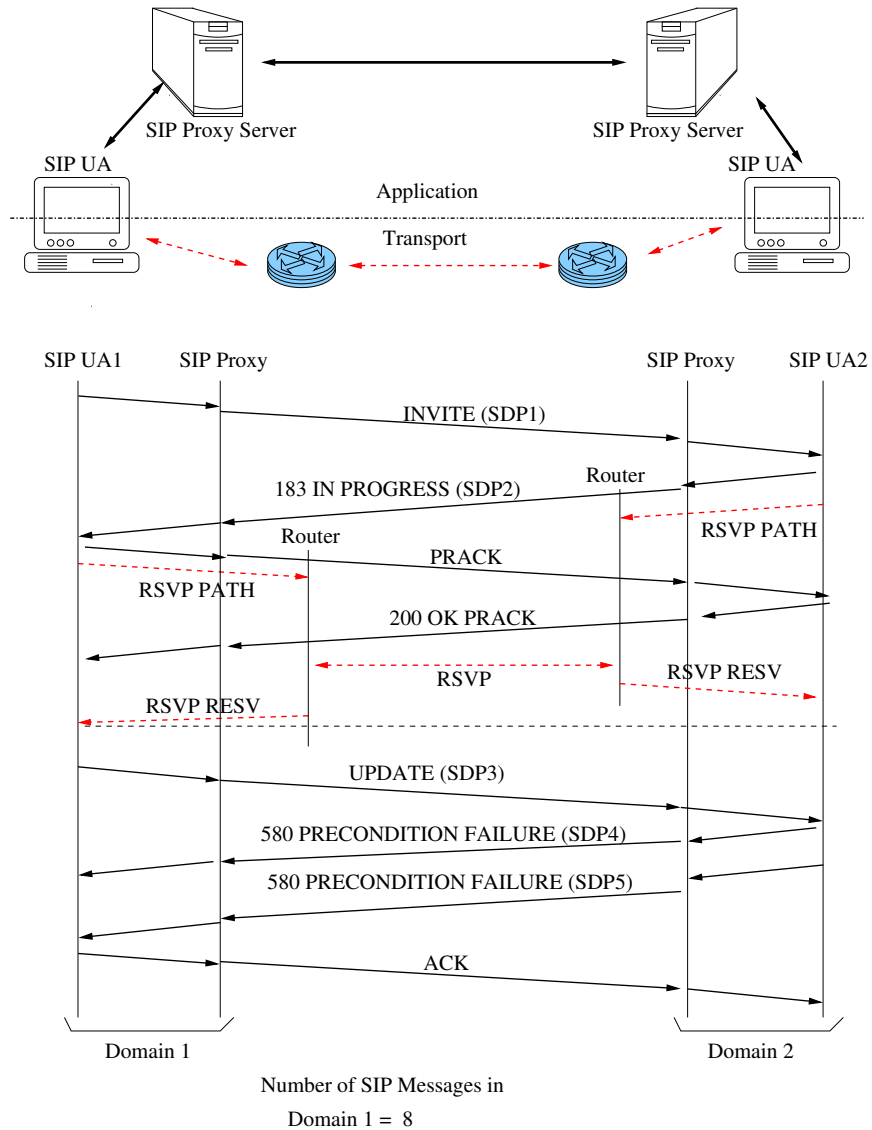 SIP Proxy Server
SIP Proxy Server
SIP UA
SIP UA
Application
Transport
SIP UA1
SIP Proxy
SIP Proxy
SIP UA2
INVITE (SDP1)
Router
183 IN PROGRESS (SDP2)
RSVP PATH
Router
PRACK
RSVP PATH
200 OK PRACK
RSVP
RSVP RESV
RSVP RESV
UPDATE (SDP3)
580 PRECONDITION FAILURE (SDP4)
580 PRECONDITION FAILURE (SDP5)
ACK
Domain 1
Domain 2
Number of SIP Messages in
Domain 1 = 8